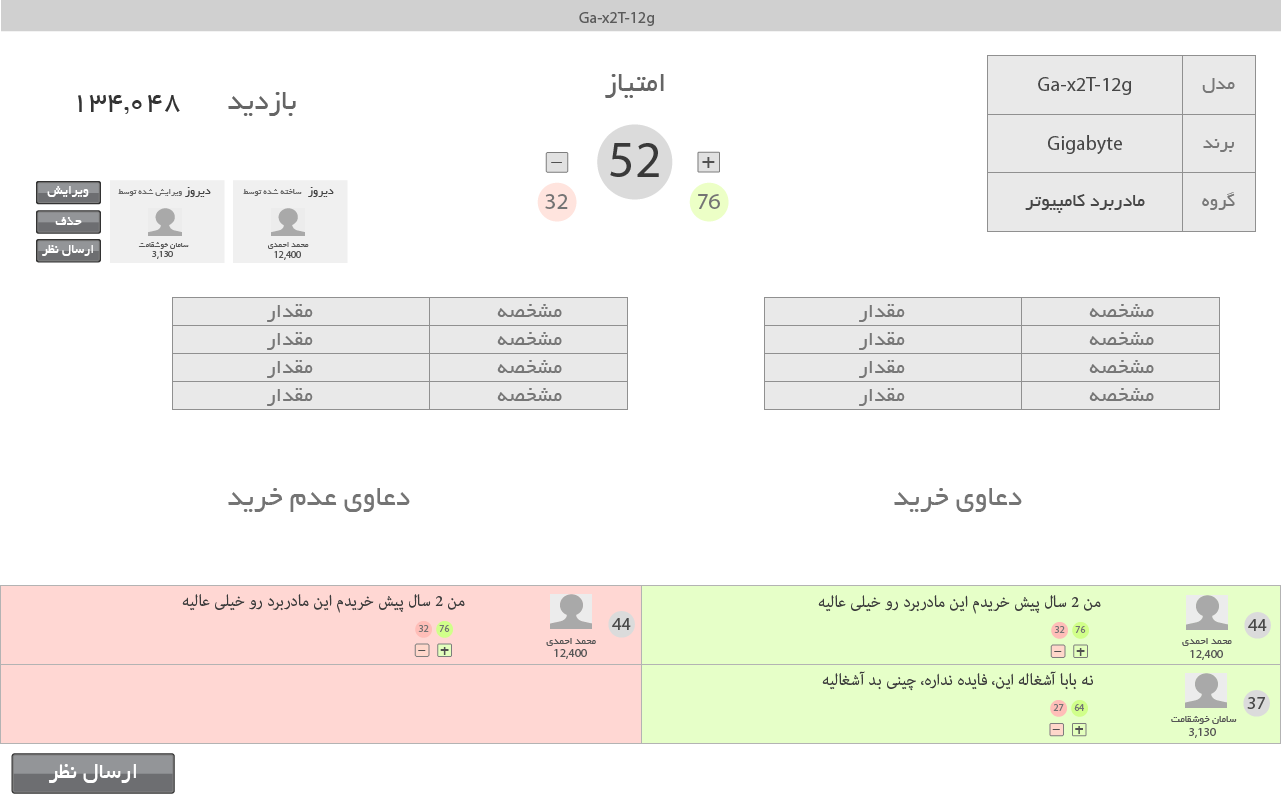 Ga-x2T-12g
مدل Ga-x2T-12g
برند Gigabyte
گروه مادربرد کامپیوتر
امتیاز
+ 52 −
76 32
بازدید ۱۳۴,۰۴۸
دیروز ساخته شده توسط
محمد احمدی
12,400
دیروز ویرایش شده توسط
سامان خوشقامت
3,130
ویرایش
حذف
ارسال نظر
مشخصه مقدار
مشخصه مقدار
مشخصه مقدار
مشخصه مقدار
مشخصه مقدار
مشخصه مقدار
مشخصه مقدار
مشخصه مقدار
دعاوی خرید
دعاوی عدم خرید
44
محمد احمدی
12,400
من 2 سال پیش خریدم این مادربرد رو خیلی عالیه
76 32
+ −
37
سامان خوشقامت
3,130
نه بابا آشغاله این، فایده نداره، چینی بد آشغالیه
64 27
+ −
44
محمد احمدی
12,400
من 2 سال پیش خریدم این مادربرد رو خیلی عالیه
76 32
+ −
ارسال نظر